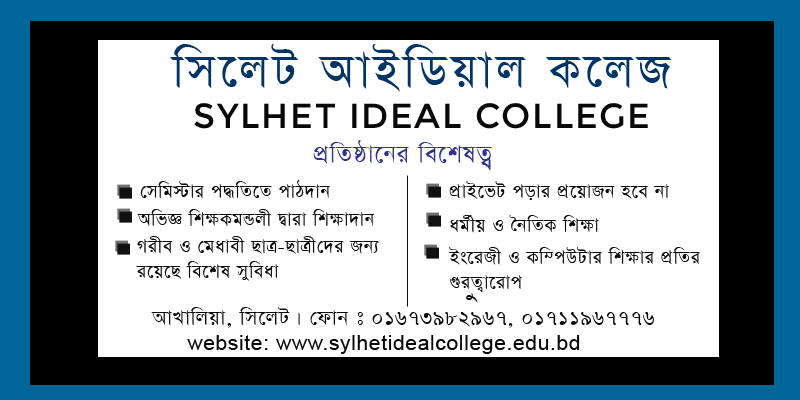 সিলেট আইডিয়াল কলেজ
SYLHET IDEAL COLLEGE
প্রতিষ্ঠানের বিশেষত্ব
সেমিস্টার পদ্ধতিতে পাঠদান
অভিজ্ঞ শিক্ষকমন্ডলী দ্বারা শিক্ষাদান
গরীব ও মেধাবী ছাত্র-ছাত্রীদের জন্য
রয়েছে বিশেষ সুবিধা
প্রাইভেট পড়ার প্রয়োজন হবে না
ধর্মীয় ও নৈতিক শিক্ষা
ইংরেজী ও কম্পিউটার শিক্ষার প্রতির
গুরুত্বারোপ
আখালিয়া, সিলেট। ফোন ঃ ০১৬৭৩৯৮২৯৬৭, ০১৭১১৯৬৭৭৭৬
website: www.sylhetidealcollege.edu.bd